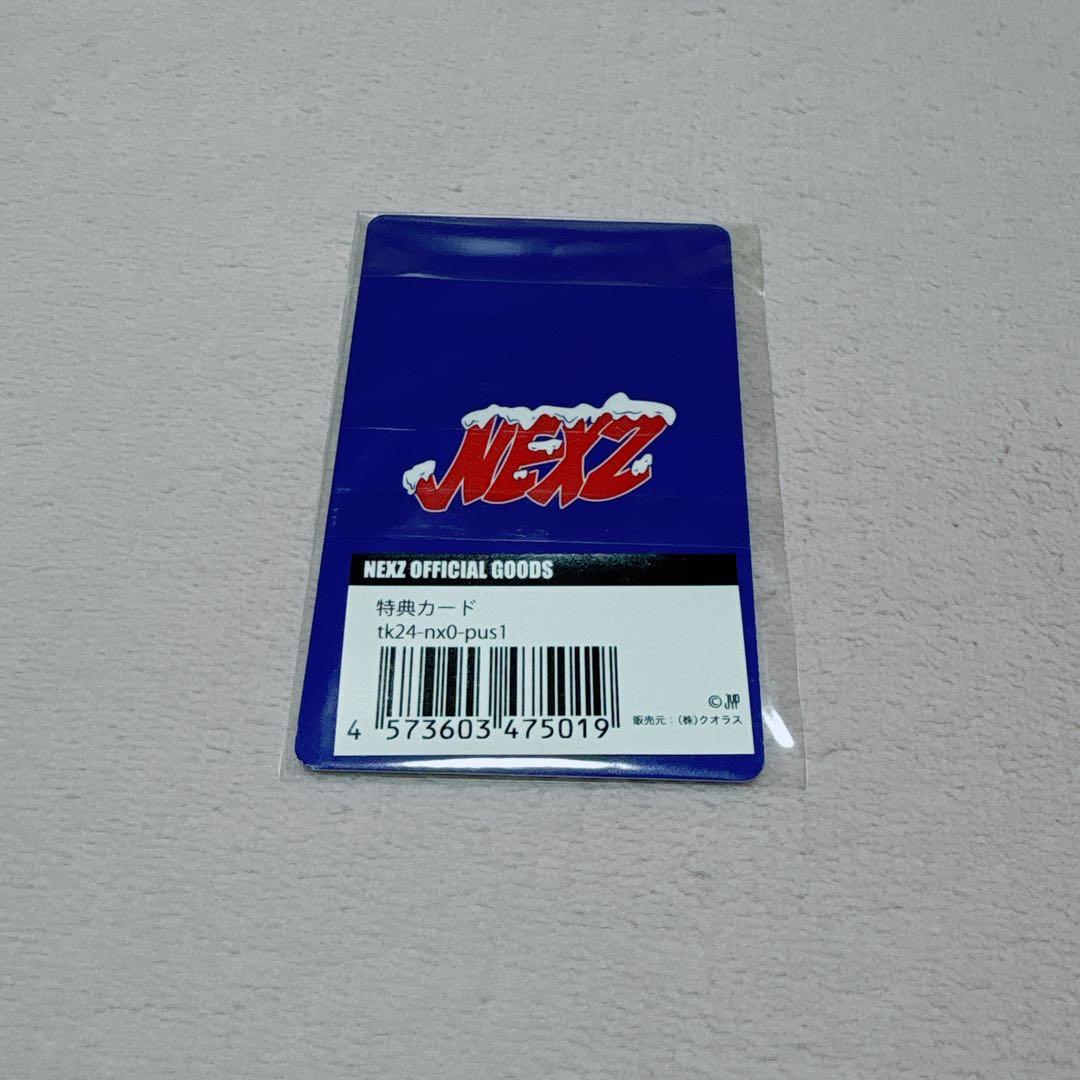 NEXZ
NEXZ OFFICIAL GOODS
特典カード
tk24-nx0-pus1
4 573603 475019
© JYP
販売元：(株)クオラス